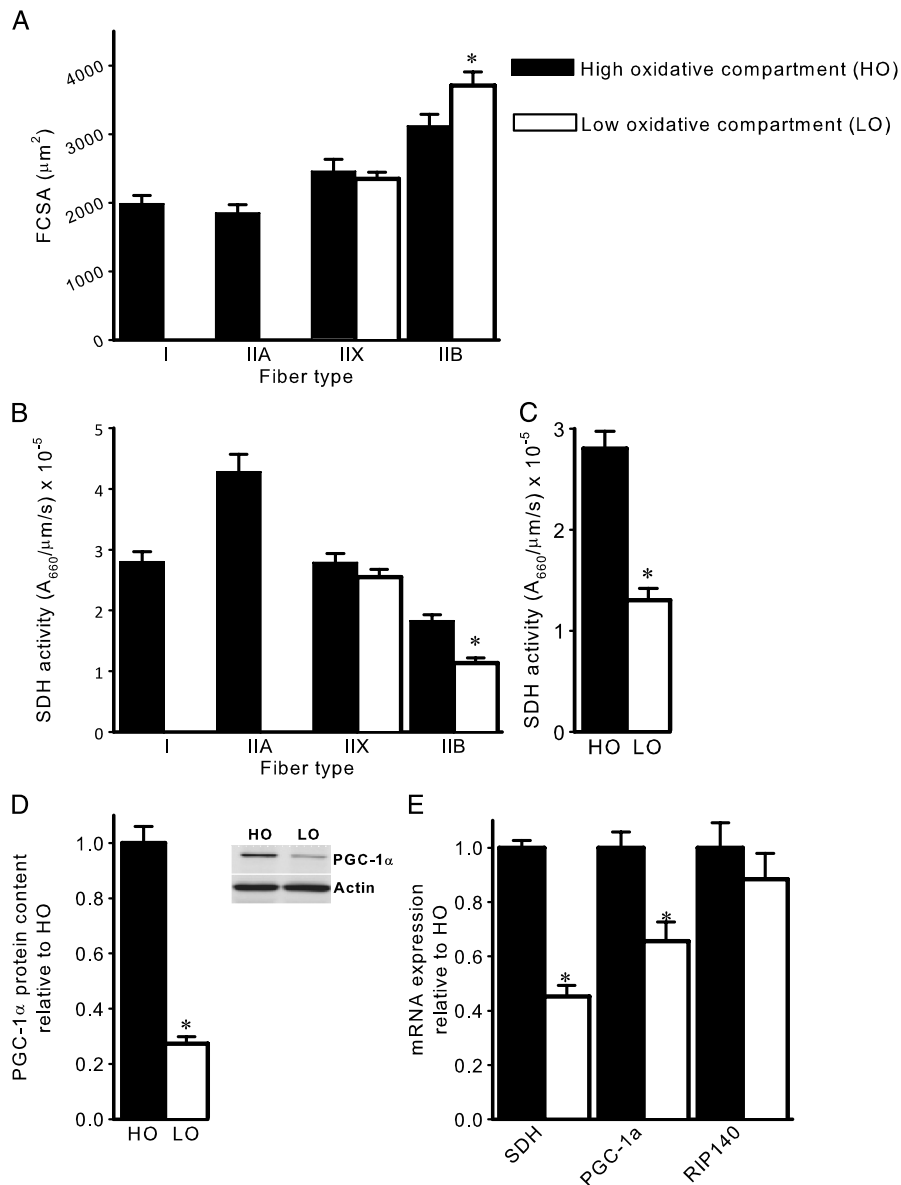 A
FCSA (μm²)
4000
3000
2000
1000
0
*
I IIA IIX IIB
Fiber type
High oxidative compartment (HO)
Low oxidative compartment (LO)
B
SDH activity (A₆₆₀/μm/s) x 10⁻⁵
5
4
3
2
1
0
*
I IIA IIX IIB
Fiber type
C
SDH activity (A₆₆₀/μm/s) x 10⁻⁵
3
2
1
0
*
HO LO
D
PGC-1α protein content
relative to HO
1.0
0.8
0.6
0.4
0.2
0.0
*
HO LO
HO LO
PGC-1α
Actin
E
mRNA expression
relative to HO
1.0
0.8
0.6
0.4
0.2
0.0
*
*
SDH
PGC-1a
RIP140